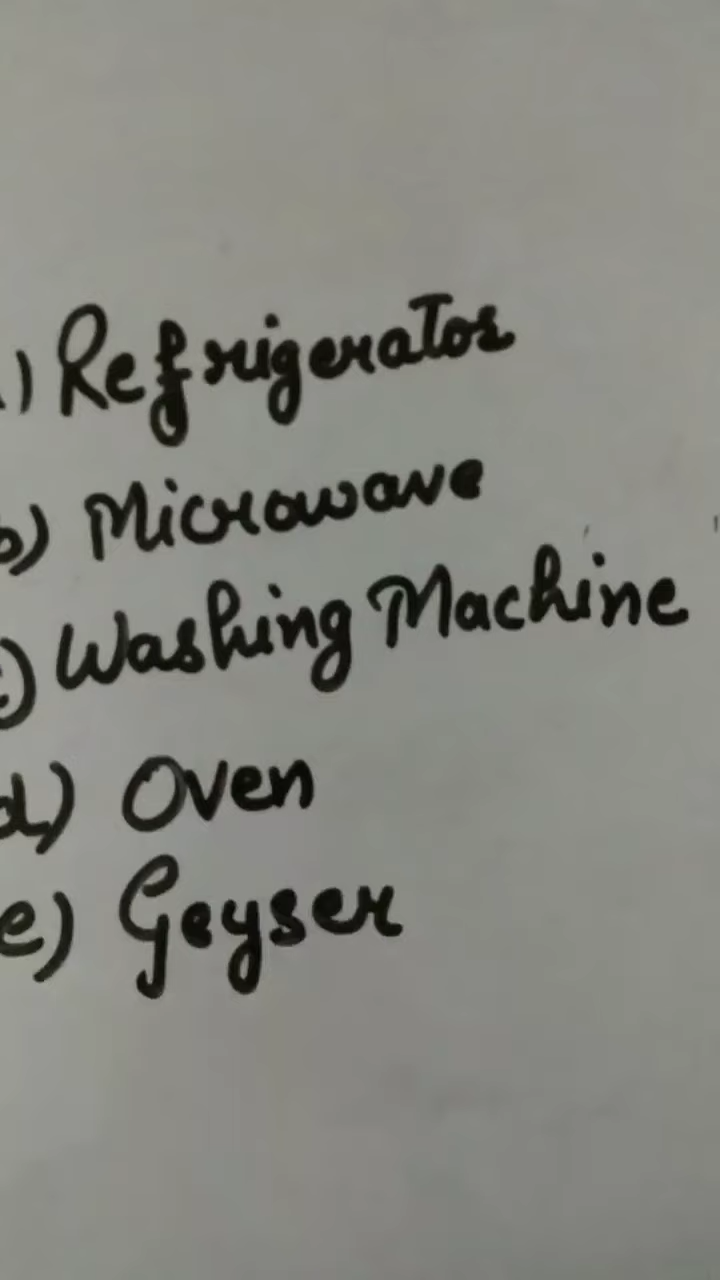 a) Refrigerator
b) Microwave
c) Washing Machine
d) Oven
e) Geyser